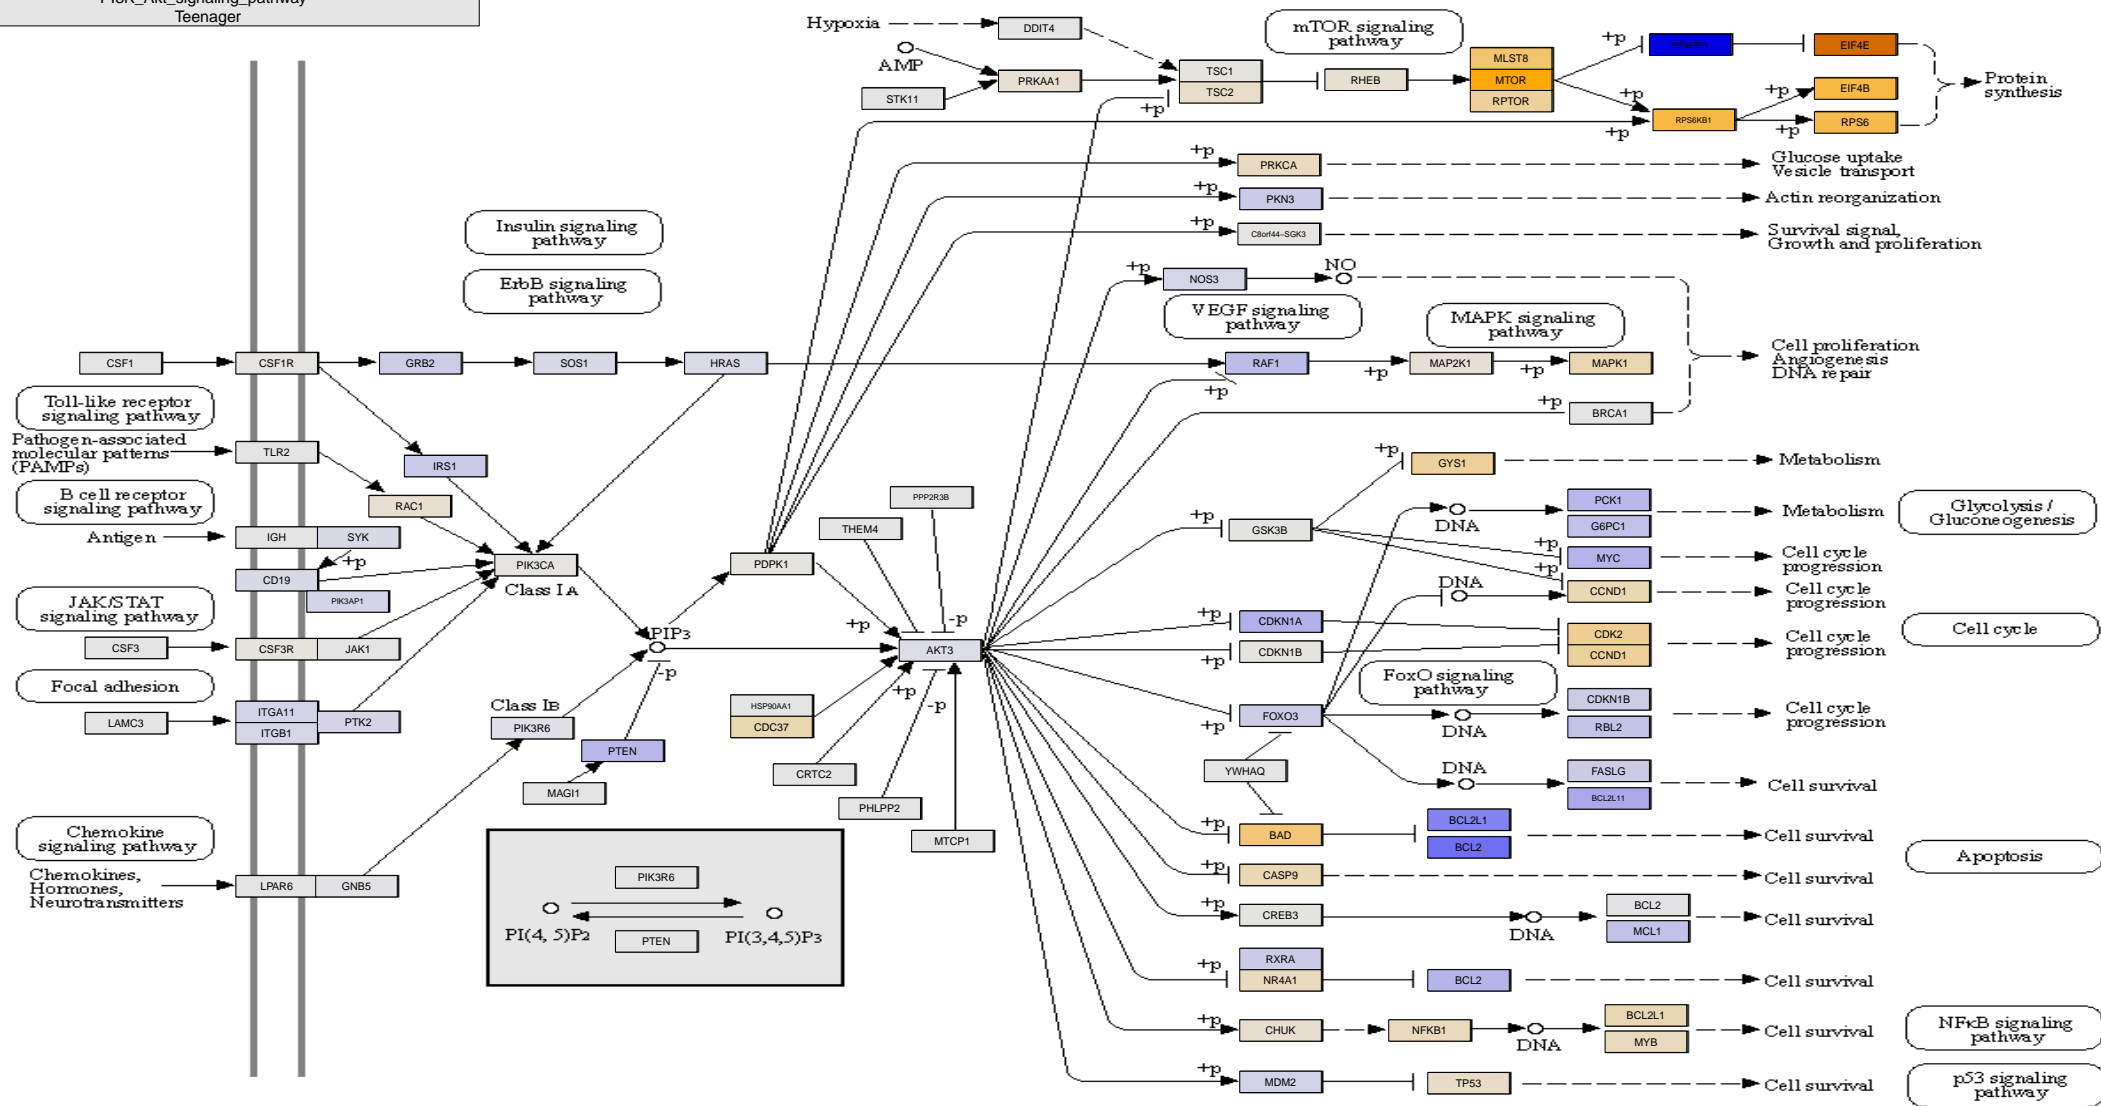 Teenager
Hypoxia
DDIT4
mTOR signaling
pathway
+p
EIF4E
AMP
PRKAA1
STK11
TSC1
TSC2
+p
RHEB
MLST8
MTOR
RPTOR
+p
+p
RPS6KB1
+p
+p
EIF4B
RPS6
Protein
synthesis
+p
PRKCA
Glucose uptake
Vesicle transport
+p
PKN3
Actin reorganization
+p
C8orf44-SGK3
Survival signal,
Growth and proliferation
Insulin signaling
pathway
ErbB signaling
pathway
+p
NOS3
NO
VEGF signaling
pathway
MAPK signaling
pathway
CSF1
CSF1R
GRB2
SOS1
HRAS
RAF1
+p
+p
MAP2K1
+p
MAPK1
Cell proliferation
Angiogenesis
DNA repair
+p
BRCA1
Toll-like receptor
signaling pathway
Pathogen-associated
molecular patterns
(PAMPs)
TLR2
IRS1
RAC1
B cell receptor
signaling pathway
Antigen
IGH
SYK
+p
CD19
PIK3AP1
PIK3CA
Class IA
JAK/STAT
signaling pathway
CSF3
CSF3R
JAK1
Focal adhesion
LAMC3
ITGA11
ITGB1
PTK2
Class IB
PIK3R6
PTEN
MAGI1
PIP3
-p
PDPK1
THEM4
PPP2R3B
+p
-p
AKT3
HSP90AA1
CDC37
+p
-p
CRTC2
PHLPP2
MTCP1
Chemokine
signaling pathway
Chemokines,
Hormones,
Neurotransmitters
LPAR6
GNB5
PIK3R6
PI(4, 5)P2
PI(3,4,5)P3
PTEN
+p
GYS1
Metabolism
+p
GSK3B
DNA
PCK1
G6PC1
Metabolism
Glycolysis /
Gluconeogenesis
+p
MYC
Cell cycle
progression
+p
DNA
CCND1
Cell cycle
progression
+p
CDKN1A
+p
CDKN1B
CDK2
CCND1
Cell cycle
progression
Cell cycle
FoxO signaling
pathway
+p
FOXO3
DNA
CDKN1B
RBL2
Cell cycle
progression
YWHAQ
DNA
FASLG
BCL2L11
Cell survival
+p
BAD
BCL2L1
BCL2
Cell survival
+p
CASP9
Cell survival
Apoptosis
+p
CREB3
DNA
BCL2
MCL1
Cell survival
+p
RXRA
NR4A1
BCL2
Cell survival
+p
CHUK
NFKB1
DNA
BCL2L1
MYB
Cell survival
NFκB signaling
pathway
+p
MDM2
TP53
Cell survival
p53 signaling
pathway